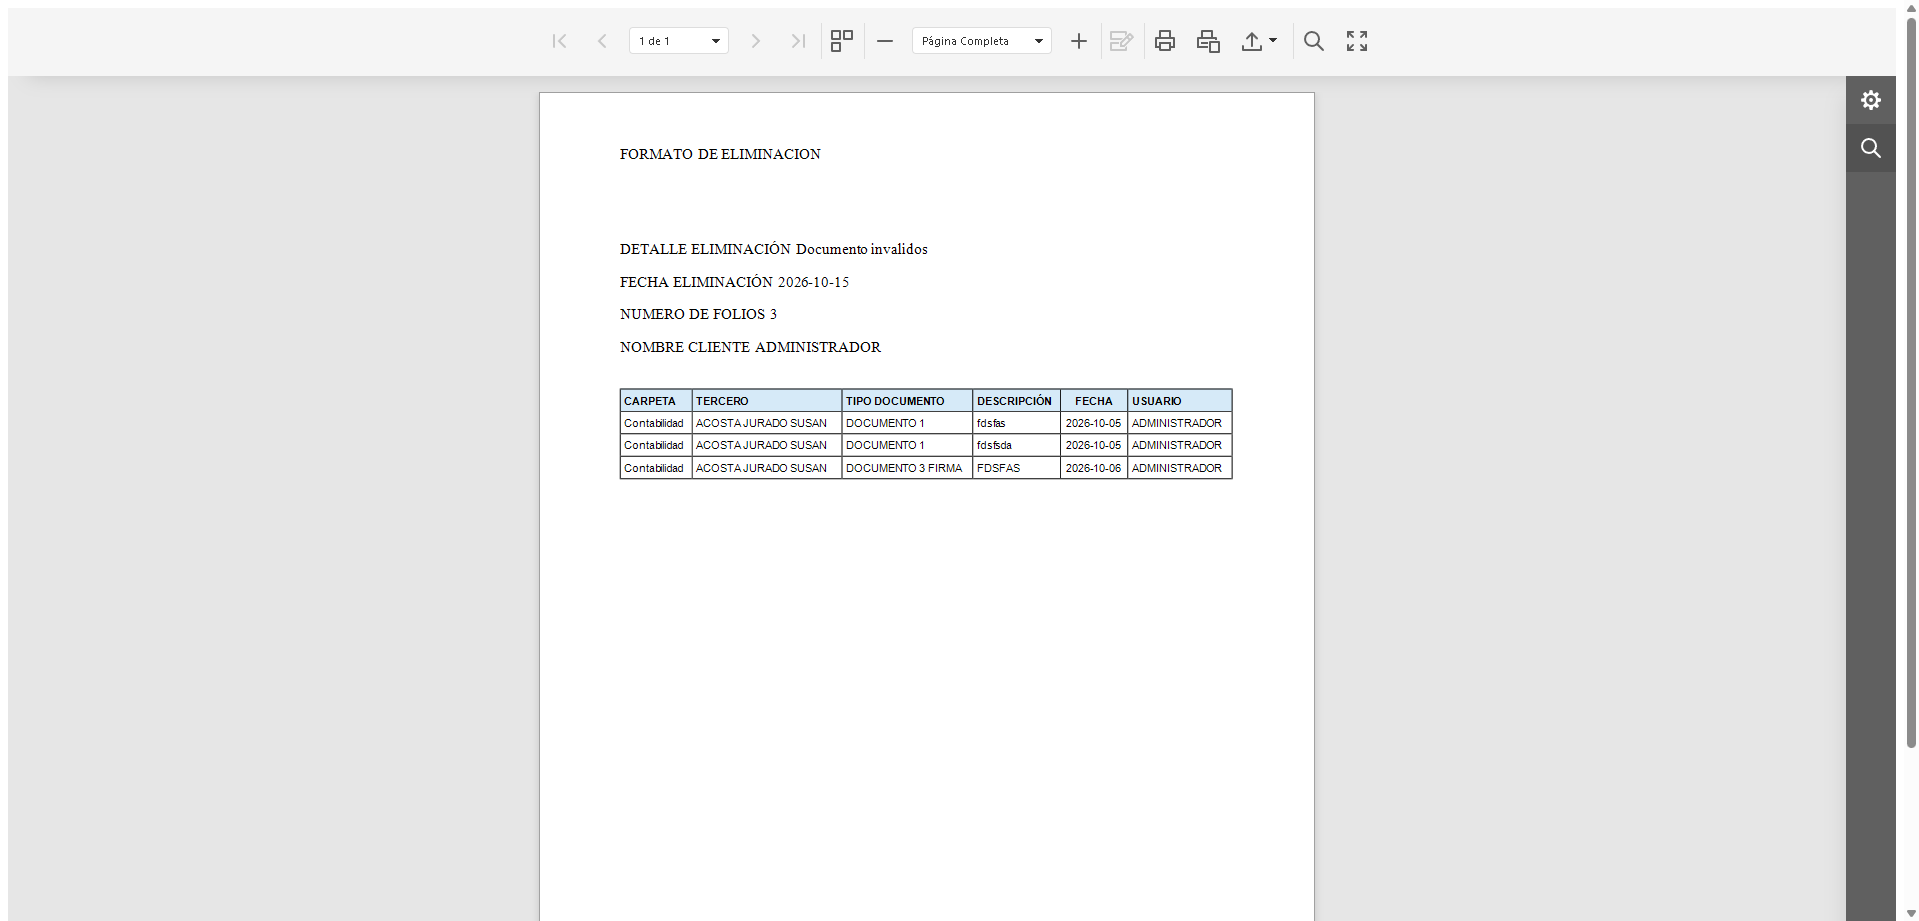 1 de 1
Página Completa
FORMATO DE ELIMINACION
DETALLE ELIMINACIÓN Documento invalidos
FECHA ELIMINACIÓN 2026-10-15
NUMERO DE FOLIOS 3
NOMBRE CLIENTE ADMINISTRADOR
CARPETA TERCERO TIPO DOCUMENTO DESCRIPCIÓN FECHA USUARIO
Contabilidad ACOSTA JURADO SUSAN DOCUMENTO 1 fdsfas 2026-10-05 ADMINISTRADOR
Contabilidad ACOSTA JURADO SUSAN DOCUMENTO 1 fdsfsda 2026-10-05 ADMINISTRADOR
Contabilidad ACOSTA JURADO SUSAN DOCUMENTO 3 FIRMA FDSFAS 2026-10-06 ADMINISTRADOR